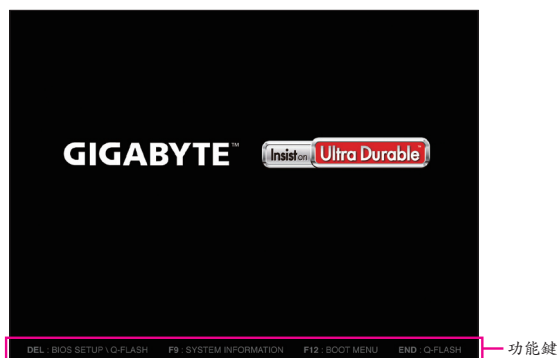 GIGABYTE™ Insist on Ultra Durable™
DEL : BIOS SETUP \ Q-FLASH F9 : SYSTEM INFORMATION F12 : BOOT MENU END : Q-FLASH
功能鍵